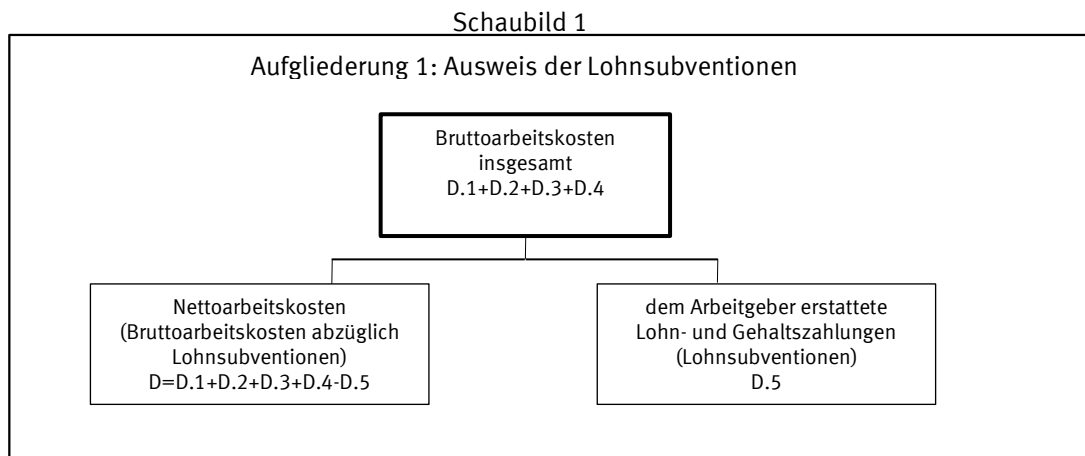 Schaubild 1
Aufgliederung 1: Ausweis der Lohnsubventionen
Bruttoarbeitskosten
insgesamt
D.1+D.2+D.3+D.4
Nettoarbeitskosten
(Bruttoarbeitskosten abzüglich
Lohnsubventionen)
D=D.1+D.2+D.3+D.4-D.5
dem Arbeitgeber erstattete
Lohn- und Gehaltszahlungen
(Lohnsubventionen)
D.5